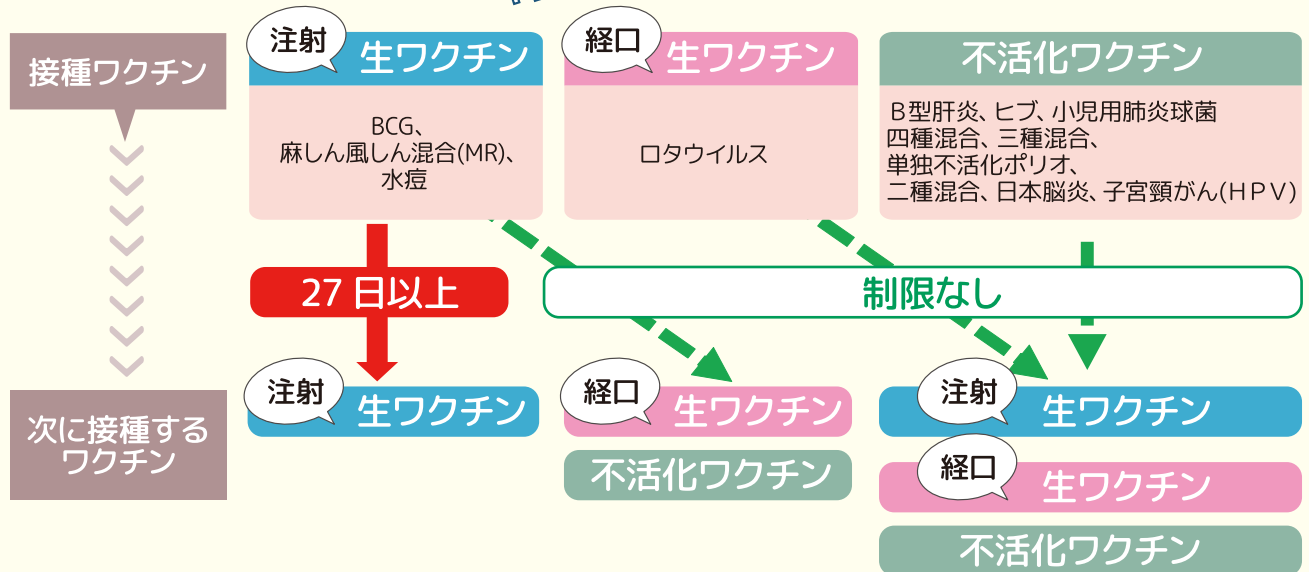 接種ワクチン
注射
生ワクチン
BCG、
麻しん風しん混合(MR)、
水痘
経口
生ワクチン
ロタウイルス
不活化ワクチン
B型肝炎、ヒブ、小児用肺炎球菌
四種混合、三種混合、
単独不活化ポリオ、
二種混合、日本脳炎、子宮頸がん(HPV)
27日以上
制限なし
次に接種する
ワクチン
注射
生ワクチン
経口
生ワクチン
不活化ワクチン
注射
生ワクチン
経口
生ワクチン
不活化ワクチン